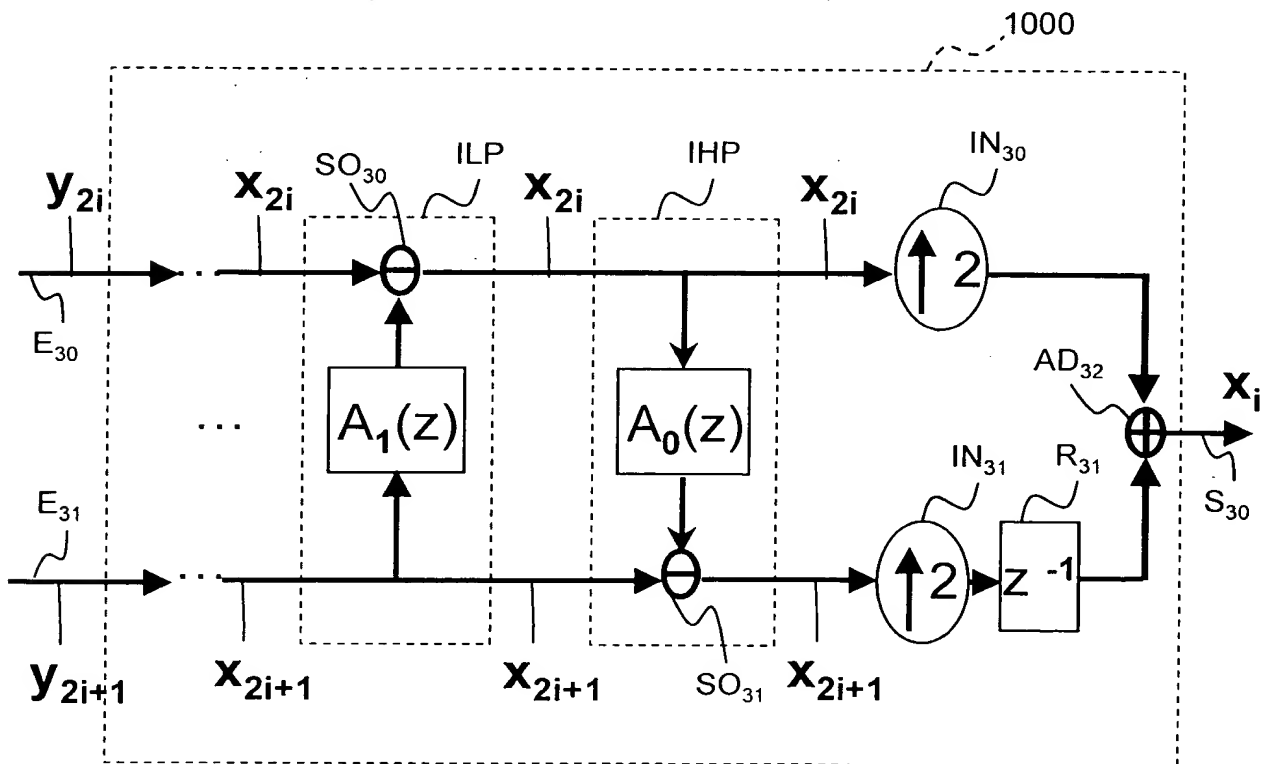 1000
SO₃₀
ILP
IHP
IN₃₀
y₂ᵢ
x₂ᵢ
x₂ᵢ
x₂ᵢ
↑ 2
E₃₀
AD₃₂
xᵢ
. . .
A₁(z)
A₀(z)
E₃₁
IN₃₁
R₃₁
S₃₀
↑ 2
z ⁻¹
y₂ᵢ₊₁
x₂ᵢ₊₁
x₂ᵢ₊₁
SO₃₁
x₂ᵢ₊₁